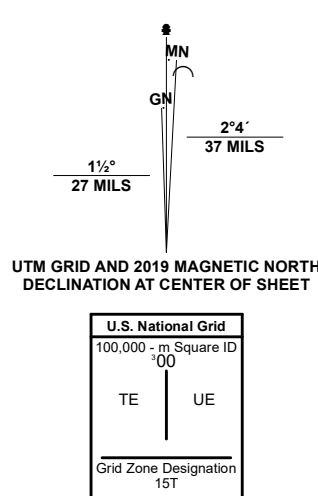 MN
GN
2°4´
37 MILS
1½°
27 MILS
UTM GRID AND 2019 MAGNETIC NORTH
DECLINATION AT CENTER OF SHEET
U.S. National Grid
100,000 - m Square ID
³00
TE UE
Grid Zone Designation
15T